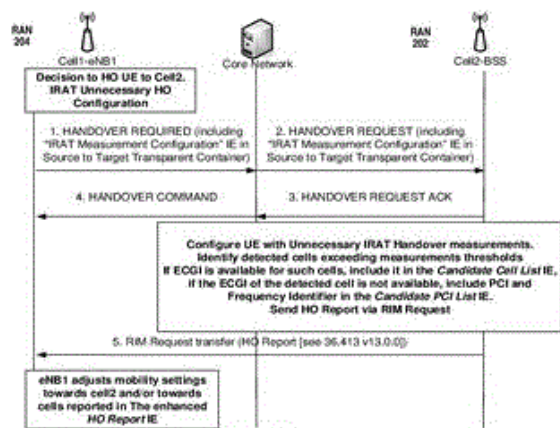 RAN
204
Cell1-eNB1
Core Network
RAN
202
Cell2-BSS
Decision to HO UE to Cell2.
IRAT Unnecessary HO
Configuration
1. HANDOVER REQUIRED (including
"IRAT Measurement Configuration" IE in
Source to Target Transparent Container)
2. HANDOVER REQUEST (including
"IRAT Measurement Configuration" IE in
Source to Target Transparent Container)
4. HANDOVER COMMAND
3. HANDOVER REQUEST ACK
Configure UE with Unnecessary IRAT Handover measurements.
Identify detected cells exceeding measurements thresholds
If ECGI is available for such cells, include it in the Candidate Cell List IE,
if the ECGI of the detected cell is not available, include PCI and
Frequency Identifier in the Candidate PCI List IE.
Send HO Report via RIM Request
5. RIM Request transfer (HO Report [see 36.413 v13.0.0])
eNB1 adjusts mobility settings
towards cell2 and/or towards
cells reported in The enhanced
HO Report IE